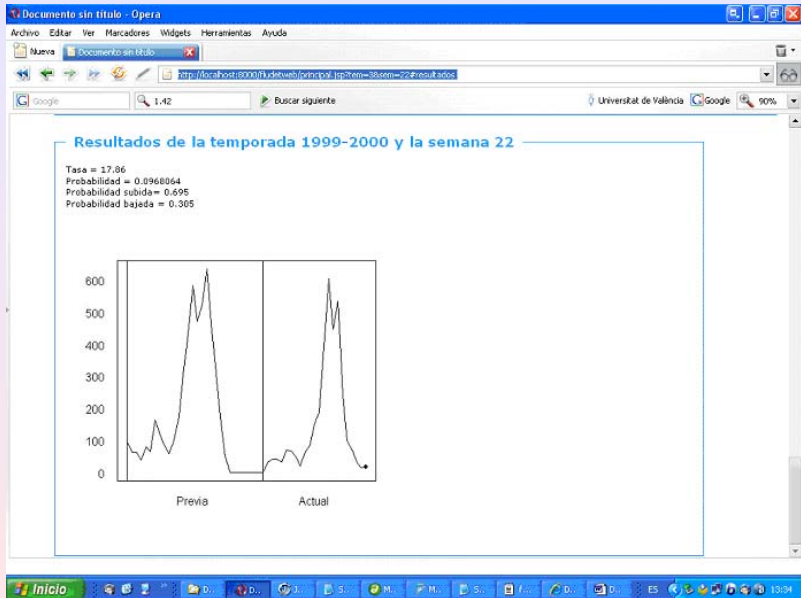 Documento sin título - Opera
Archivo Editar Ver Marcadores Widgets Herramientas Ayuda
Nueva Documento sin título
http://localhost:8000/fludetweb/principal.jsp?tem=3&sem=22#resultados
Google 1.42 Buscar siguiente Universitat de València Google 90%
Resultados de la temporada 1999-2000 y la semana 22
Tasa = 17.86
Probabilidad = 0.0968064
Probabilidad subida= 0.695
Probabilidad bajada = 0.305
600
500
400
300
200
100
0
Previa Actual
Inicio D.. D.. J.. S.. M.. M.. S.. f... D.. D.. ES 13:34